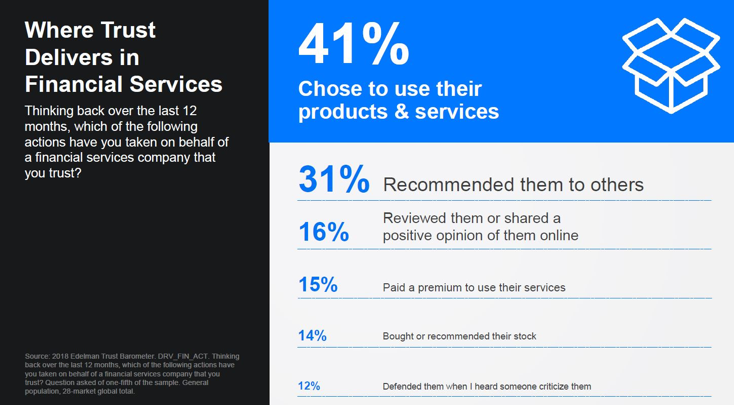 Where Trust
Delivers in
Financial Services
Thinking back over the last 12
months, which of the following
actions have you taken on behalf of
a financial services company that
you trust?
Source: 2018 Edelman Trust Barometer. DRV_FIN_ACT. Thinking
back over the last 12 months, which of the following actions have
you taken on behalf of a financial services company that you
trust? Question asked of one-fifth of the sample. General
population, 28-market global total.
41%
Chose to use their
products & services
31% Recommended them to others
16% Reviewed them or shared a
positive opinion of them online
15% Paid a premium to use their services
14% Bought or recommended their stock
12% Defended them when I heard someone criticize them